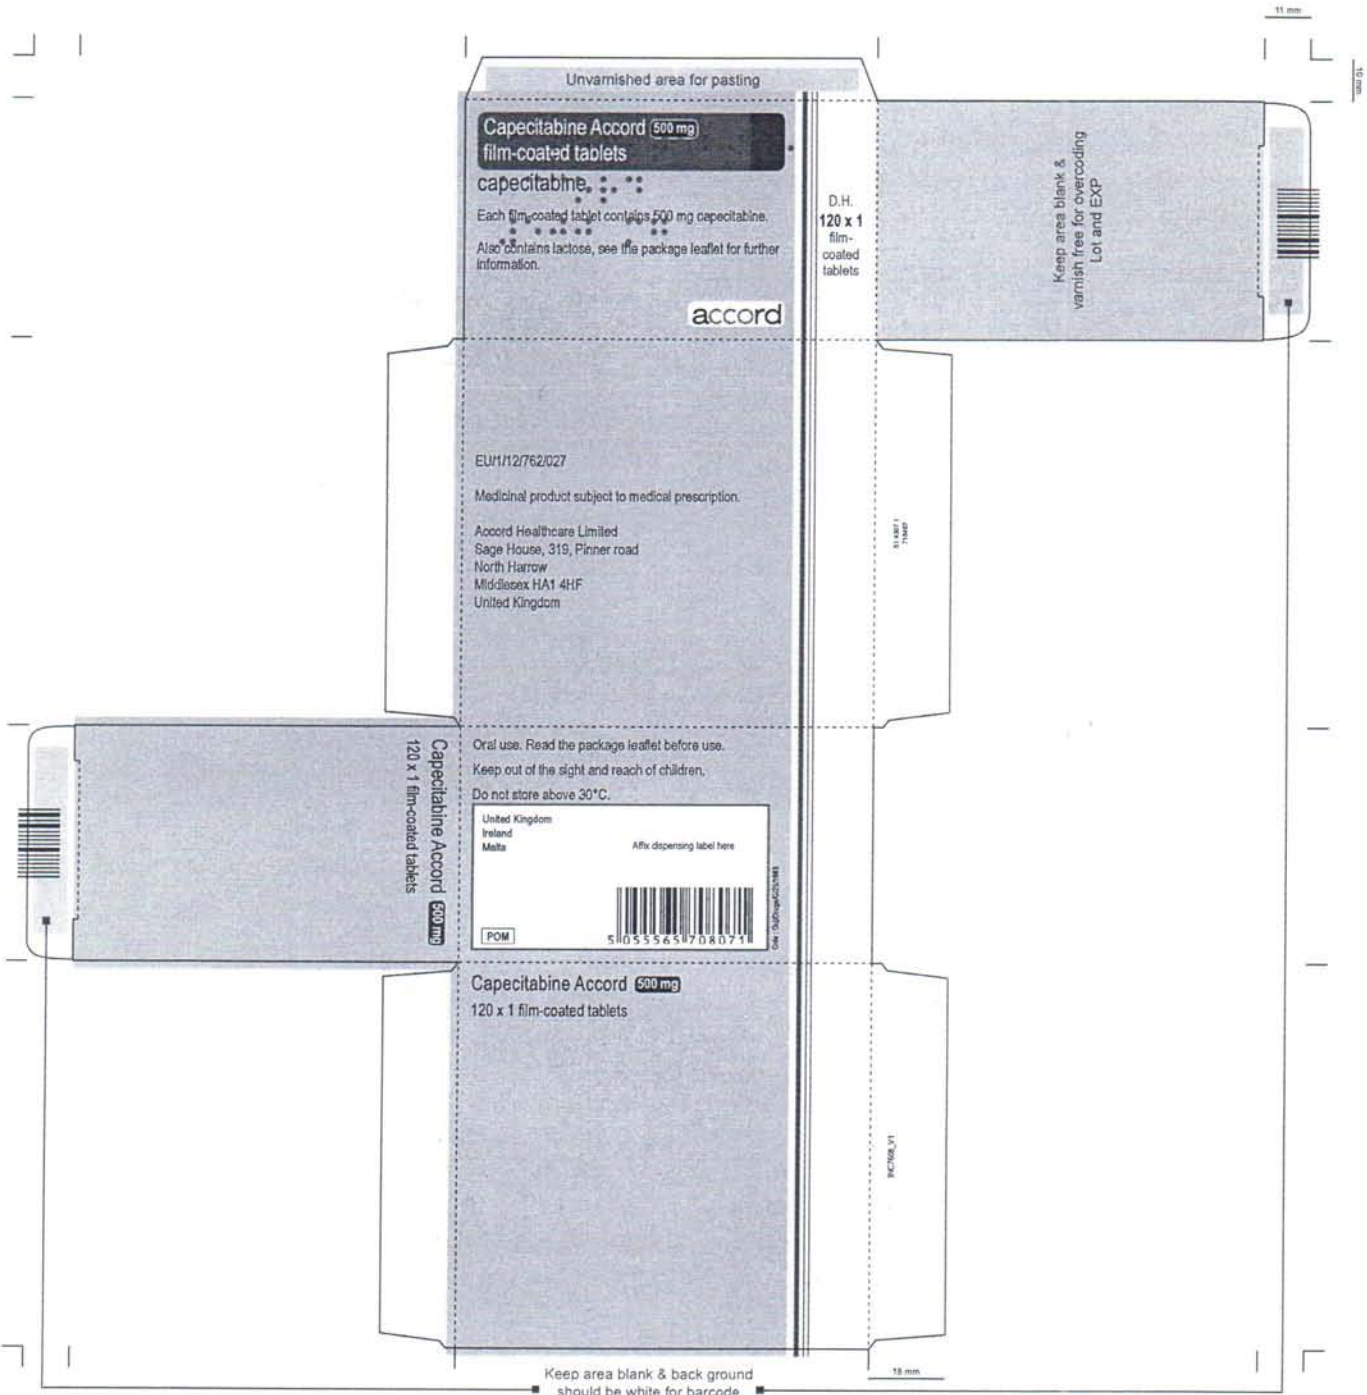 11 mm
10 mm
Unvarnished area for pasting
Capecitabine Accord 500 mg
film-coated tablets
capecitabine
Each film-coated tablet contains 500 mg capecitabine.
Also contains lactose, see the package leaflet for further
information.
accord
D.H.
120 x 1
film-
coated
tablets
Keep area blank &
varnish free for overcoding
Lot and EXP
EU/1/12/762/027
Medicinal product subject to medical prescription.
Accord Healthcare Limited
Sage House, 319, Pinner road
North Harrow
Middlesex HA1 4HF
United Kingdom
Capecitabine Accord 500 mg
120 x 1 film-coated tablets
Oral use. Read the package leaflet before use.
Keep out of the sight and reach of children.
Do not store above 30°C.
United Kingdom
Ireland
Malta
Affix dispensing label here
POM
5 055565 708071
Capecitabine Accord 500 mg
120 x 1 film-coated tablets
18 mm
Keep area blank & back ground
should be white for barcode